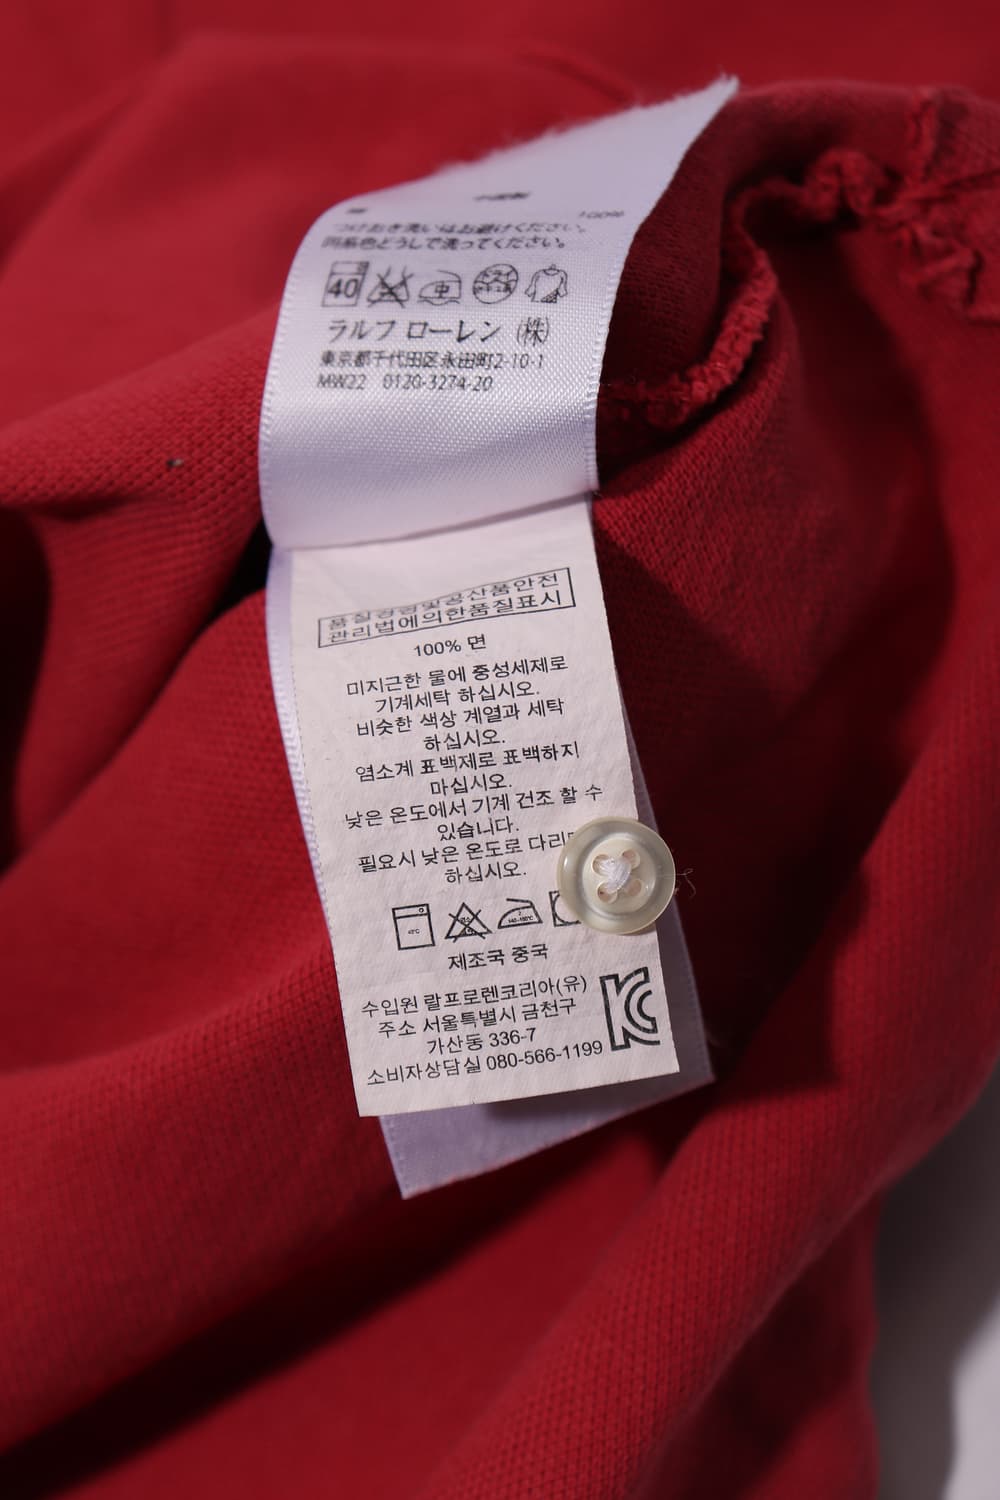 綿
中国製
100%
つけおき洗いはお避けください。
同系色どうしで洗ってください。
40
中
ドライ
ラルフ ローレン (株)
東京都千代田区永田町2-10-1
MW22 0120-3274-20
품질경영및공산품안전
관리법에의한품질표시
100% 면
미지근한 물에 중성세제로
기계세탁 하십시오.
비슷한 색상 계열과 세탁
하십시오.
염소계 표백제로 표백하지
마십시오.
낮은 온도에서 기계 건조 할 수
있습니다.
필요시 낮은 온도로 다리
하십시오.
제조국 중국
수입원 랄프로렌코리아(유)
주소 서울특별시 금천구
가산동 336-7
소비자상담실 080-566-1199